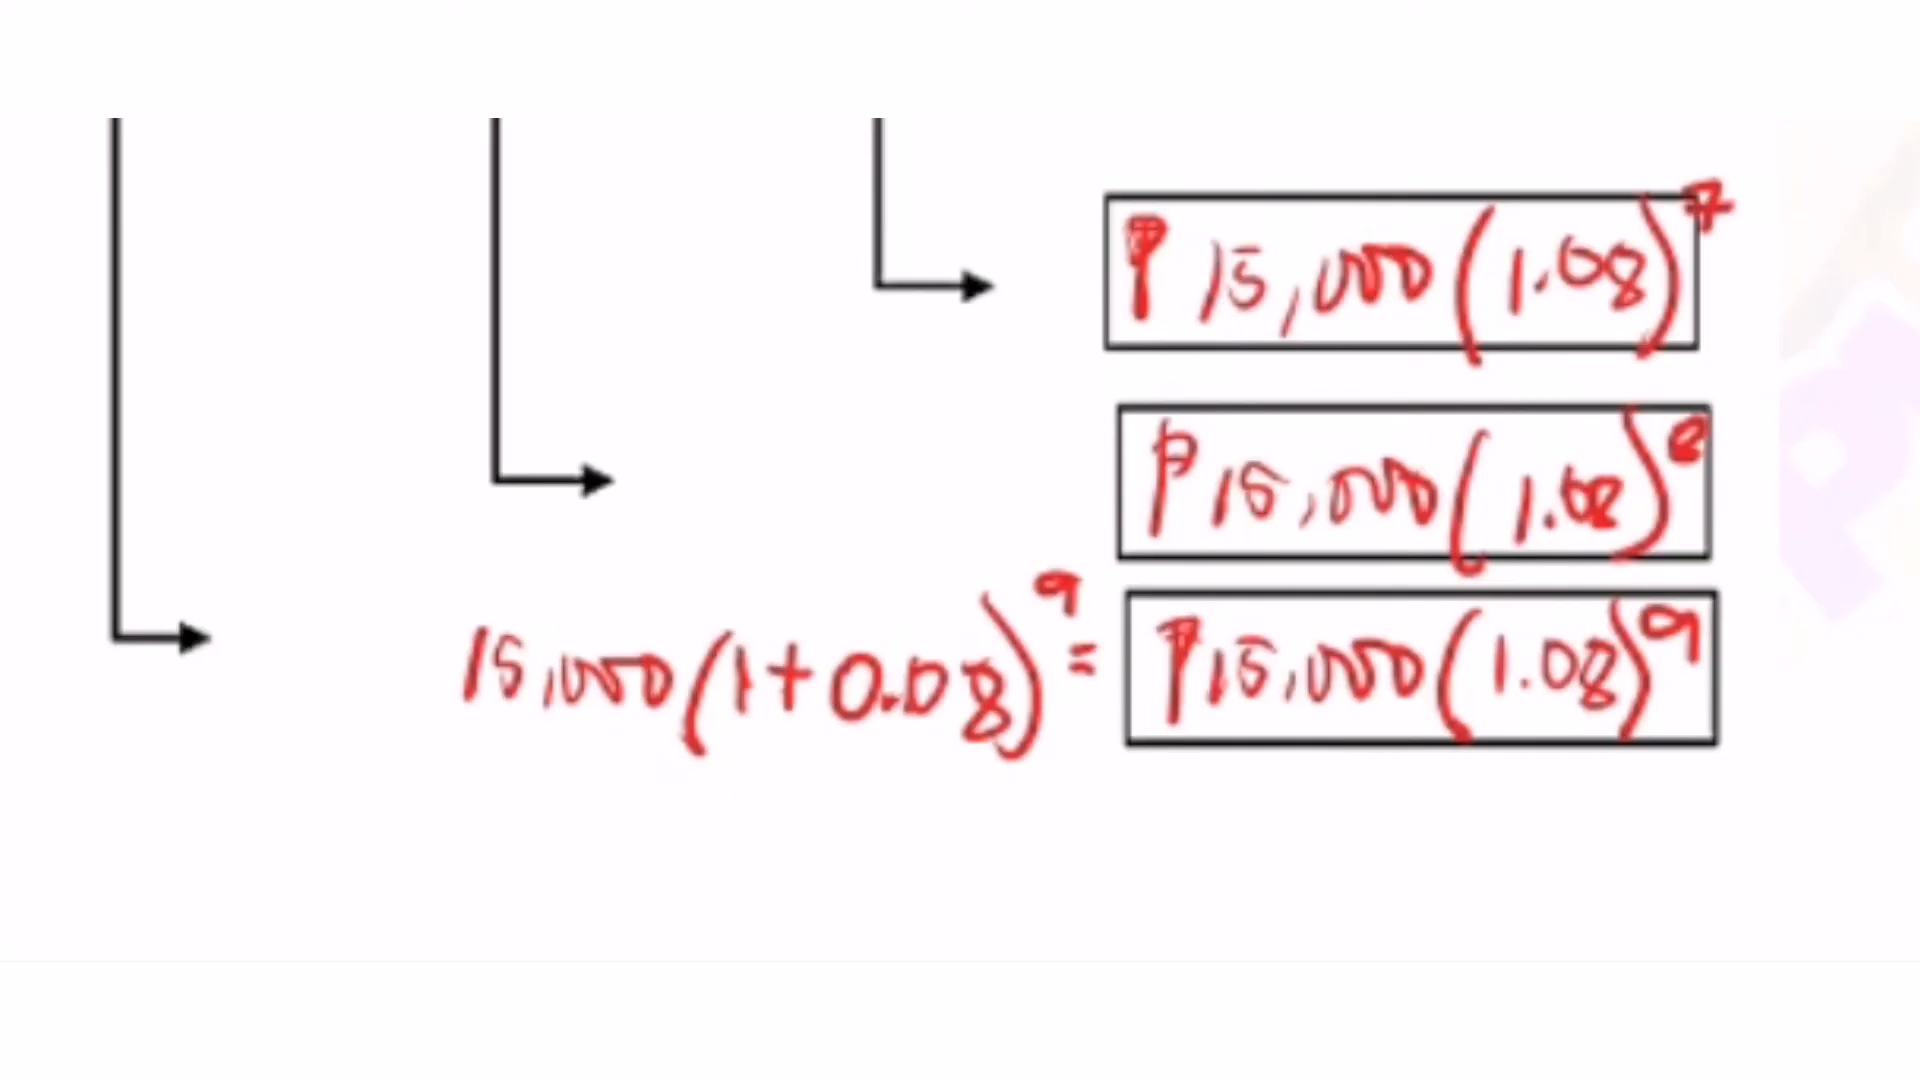 ₱ 15,000(1.08)⁷
₱ 15,000(1.08)⁸
15,000(1+0.08)⁹ = ₱15,000(1.08)⁹